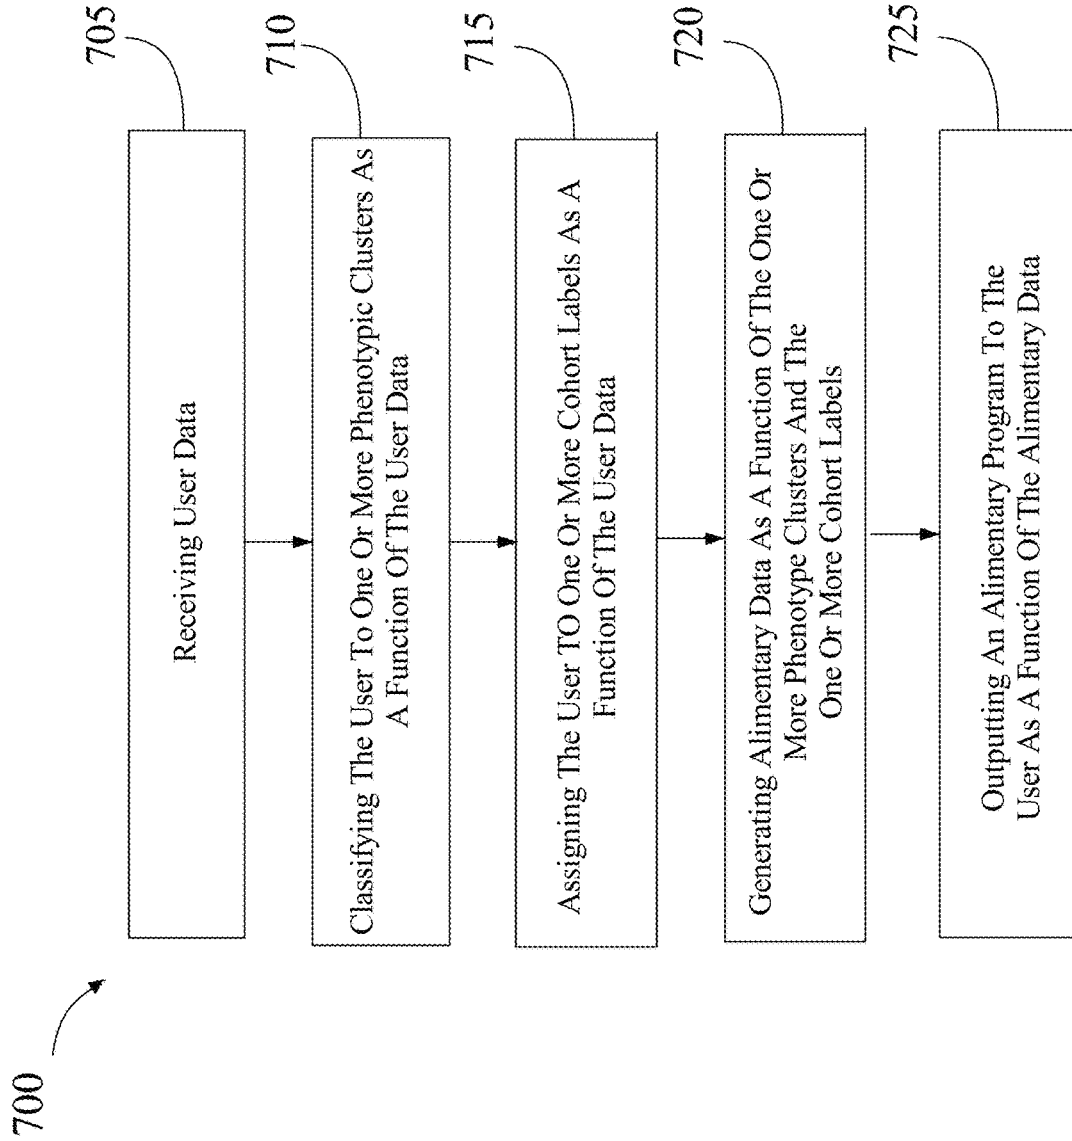 700
705
Receiving User Data
710
Classifying The User To One Or More Phenotypic Clusters As
A Function Of The User Data
715
Assigning The User TO One Or More Cohort Labels As A
Function Of The User Data
720
Generating Alimentary Data As A Function Of The One Or
More Phenotype Clusters And The
One Or More Cohort Labels
725
Outputting An Alimentary Program To The
User As A Function Of The Alimentary Data